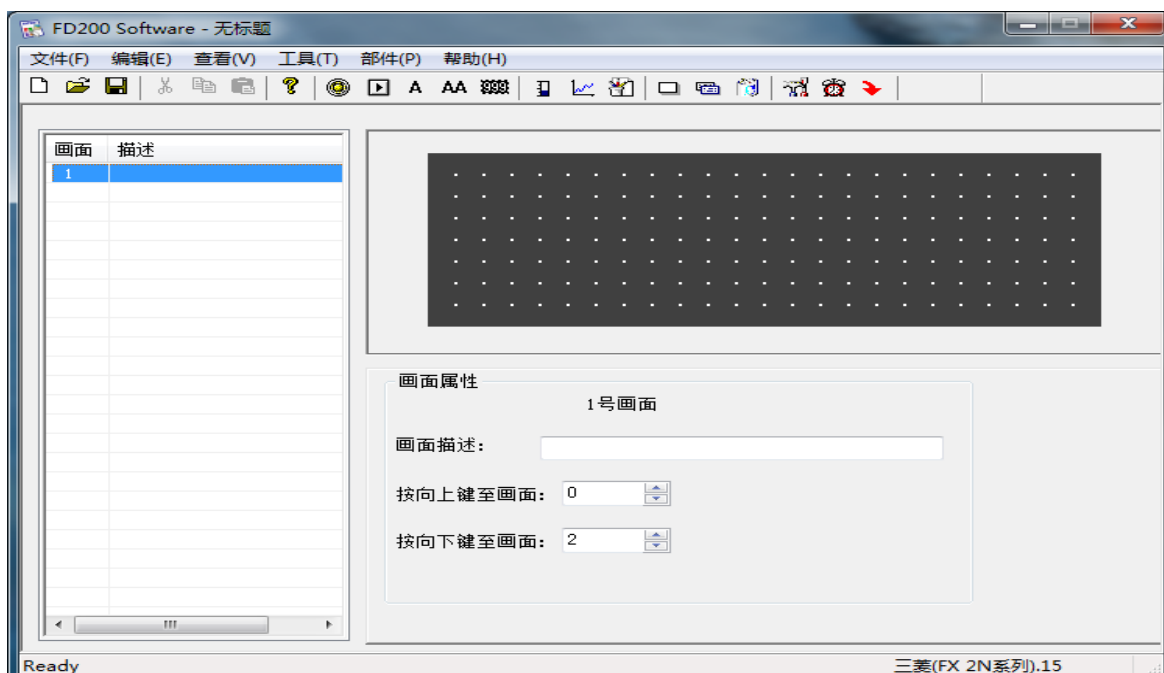 FD200 Software - 无标题
文件(F) 编辑(E) 查看(V) 工具(T) 部件(P) 帮助(H)
A AA
画面 描述
1
画面属性
1号画面
画面描述:
按向上键至画面: 0
按向下键至画面: 2
Ready 三菱(FX 2N系列).15